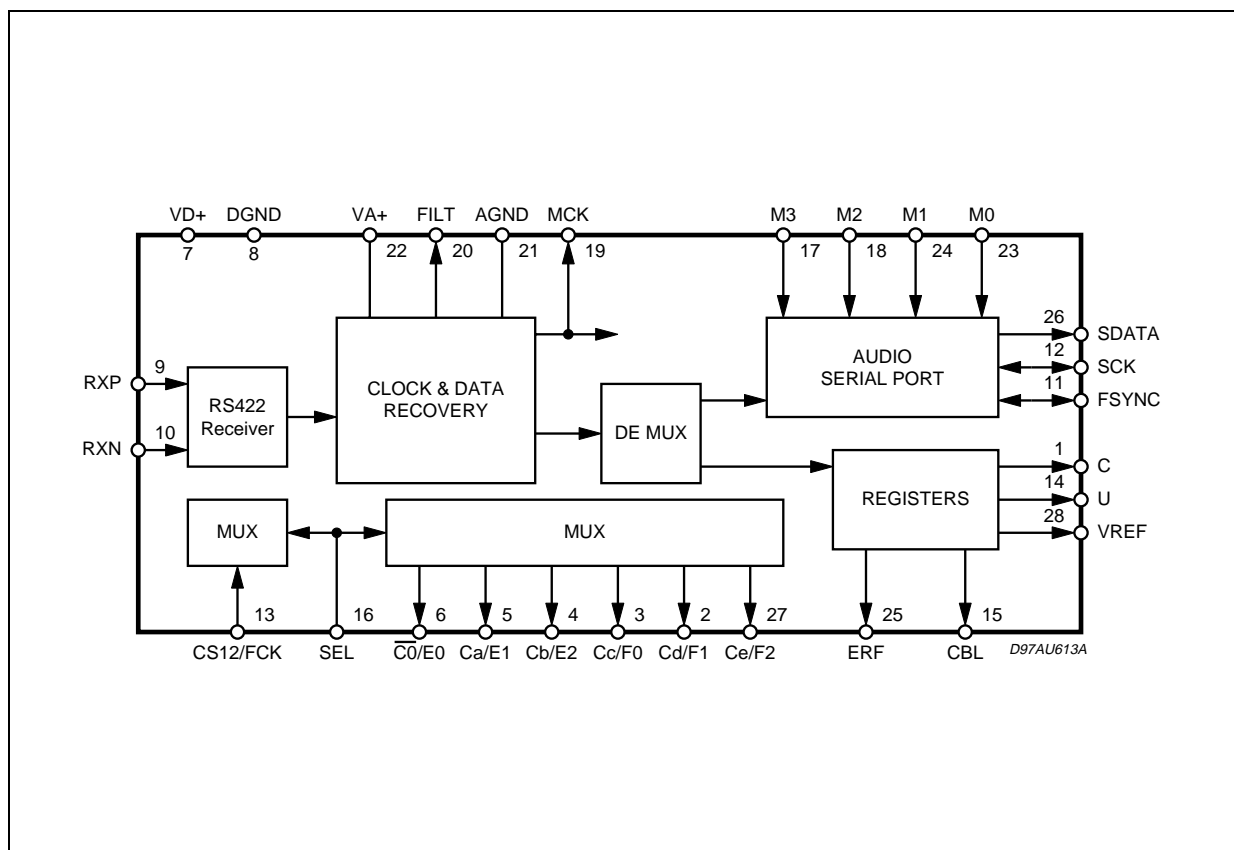 VD+ DGND VA+ FILT AGND MCK M3 M2 M1 M0
7 8 22 20 21 19 17 18 24 23
26 SDATA
12 SCK
11 FSYNC
AUDIO
SERIAL PORT
RXP 9
RXN 10
RS422
Receiver
CLOCK & DATA
RECOVERY
DE MUX
1 C
14 U
28 VREF
REGISTERS
MUX
MUX
13 16 6 5 4 3 2 27 25 15
CS12/FCK SEL C̅0̅/E0 Ca/E1 Cb/E2 Cc/F0 Cd/F1 Ce/F2 ERF CBL
D97AU613A